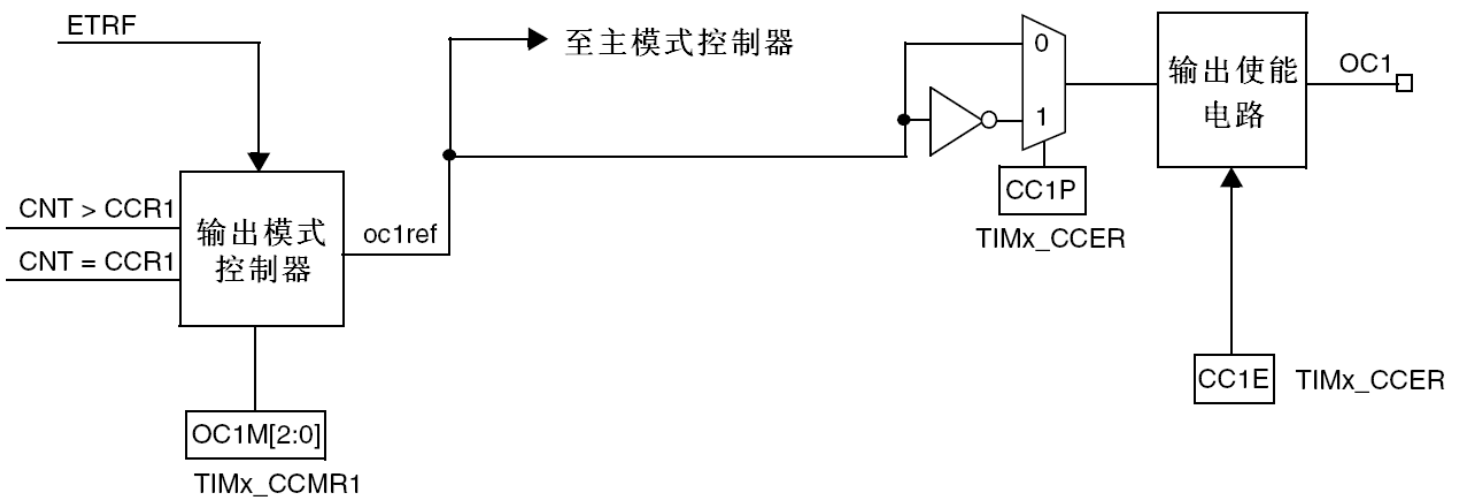 ETRF
至主模式控制器
0
1
输出使能
电路
OC1
CC1P
TIMx_CCER
CNT > CCR1
CNT = CCR1
输出模式
控制器
oc1ref
CC1E
TIMx_CCER
OC1M[2:0]
TIMx_CCMR1